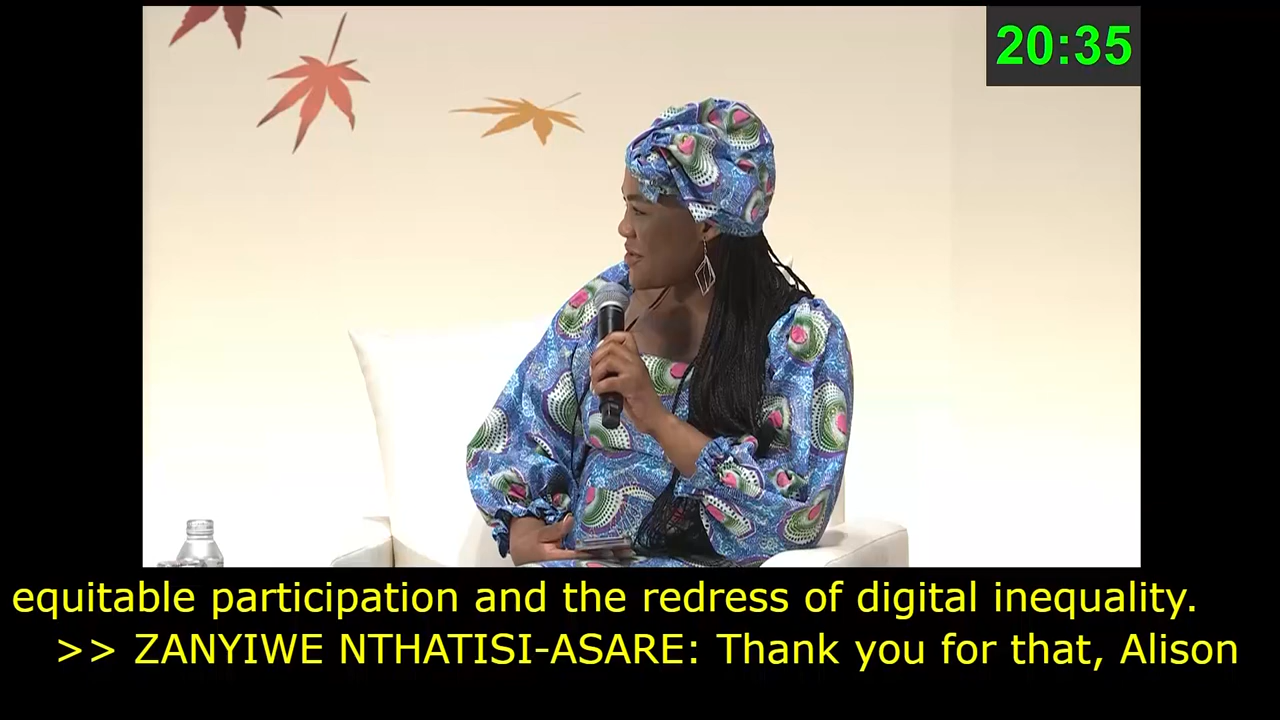 20:35
equitable participation and the redress of digital inequality.
>> ZANYIWE NTHATISI-ASARE: Thank you for that, Alison